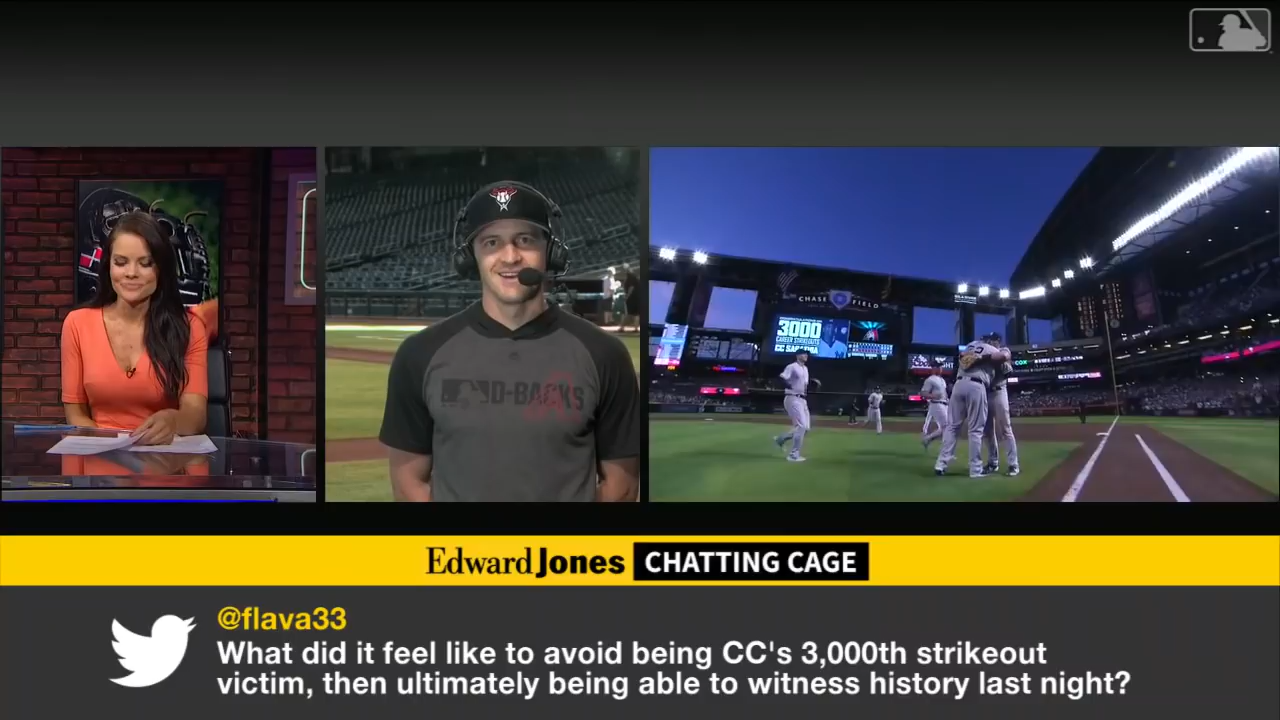 CHASE FIELD
3000
CAREER STRIKEOUTS
CC SABATHIA
D-BACKS
Edward Jones CHATTING CAGE
@flava33
What did it feel like to avoid being CC's 3,000th strikeout
victim, then ultimately being able to witness history last night?